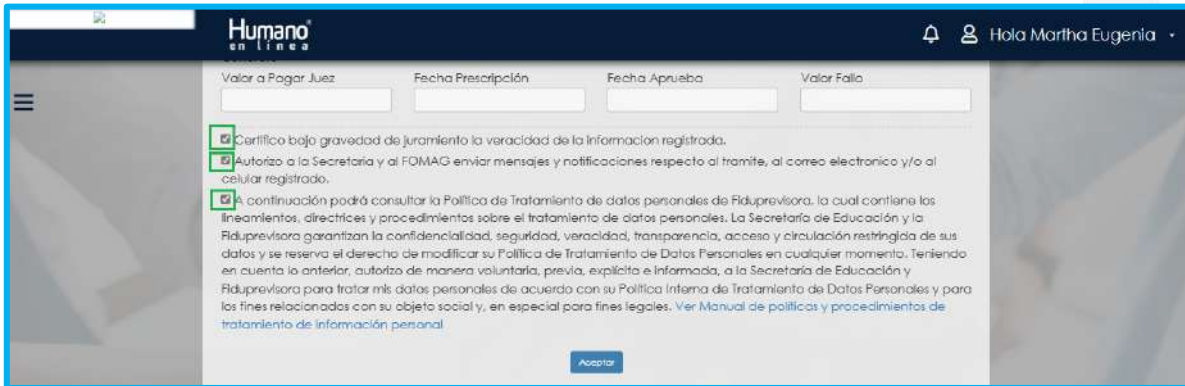 Humano
en línea
Hola Martha Eugenia
Valor a Pagar Juez Fecha Prescripción Fecha Aprueba Valor Fallo
Certifico bajo gravedad de juramiento la veracidad de la informacion registrada.
Autorizo a la Secretaria y al FOMAG enviar mensajes y notificaciones respecto al tramite, al correo electronico y/o al
celular registrado.
A continuación podrá consultar la Política de Tratamiento de datos personales de Fiduprevisora, la cual contiene los
lineamientos, directrices y procedimientos sobre el tratamiento de datos personales. La Secretaría de Educación y la
Fiduprevisora garantizan la confidencialidad, seguridad, veracidad, transparencia, acceso y circulación restringida de sus
datos y se reserva el derecho de modificar su Política de Tratamiento de Datos Personales en cualquier momento. Teniendo
en cuenta lo anterior, autorizo de manera voluntaria, previa, explícita e informada, a la Secretaría de Educación y
Fiduprevisora para tratar mis datos personales de acuerdo con su Política Interna de Tratamiento de Datos Personales y para
los fines relacionados con su objeto social y, en especial para fines legales. Ver Manual de políticas y procedimientos de
tratamiento de información personal
Aceptar